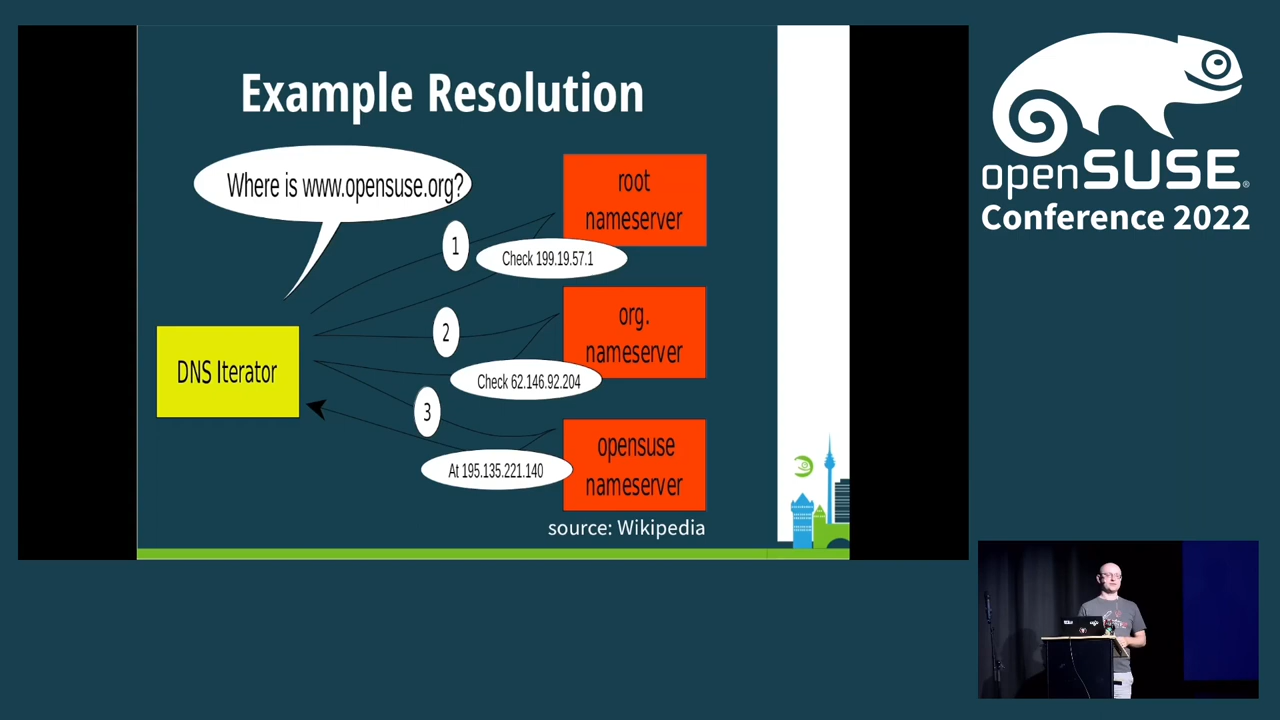 Example Resolution
Where is www.opensuse.org?
root
nameserver
1
Check 199.19.57.1
org.
nameserver
2
Check 62.146.92.204
DNS Iterator
3
opensuse
nameserver
At 195.135.221.140
source: Wikipedia
openSUSE®
Conference 2022